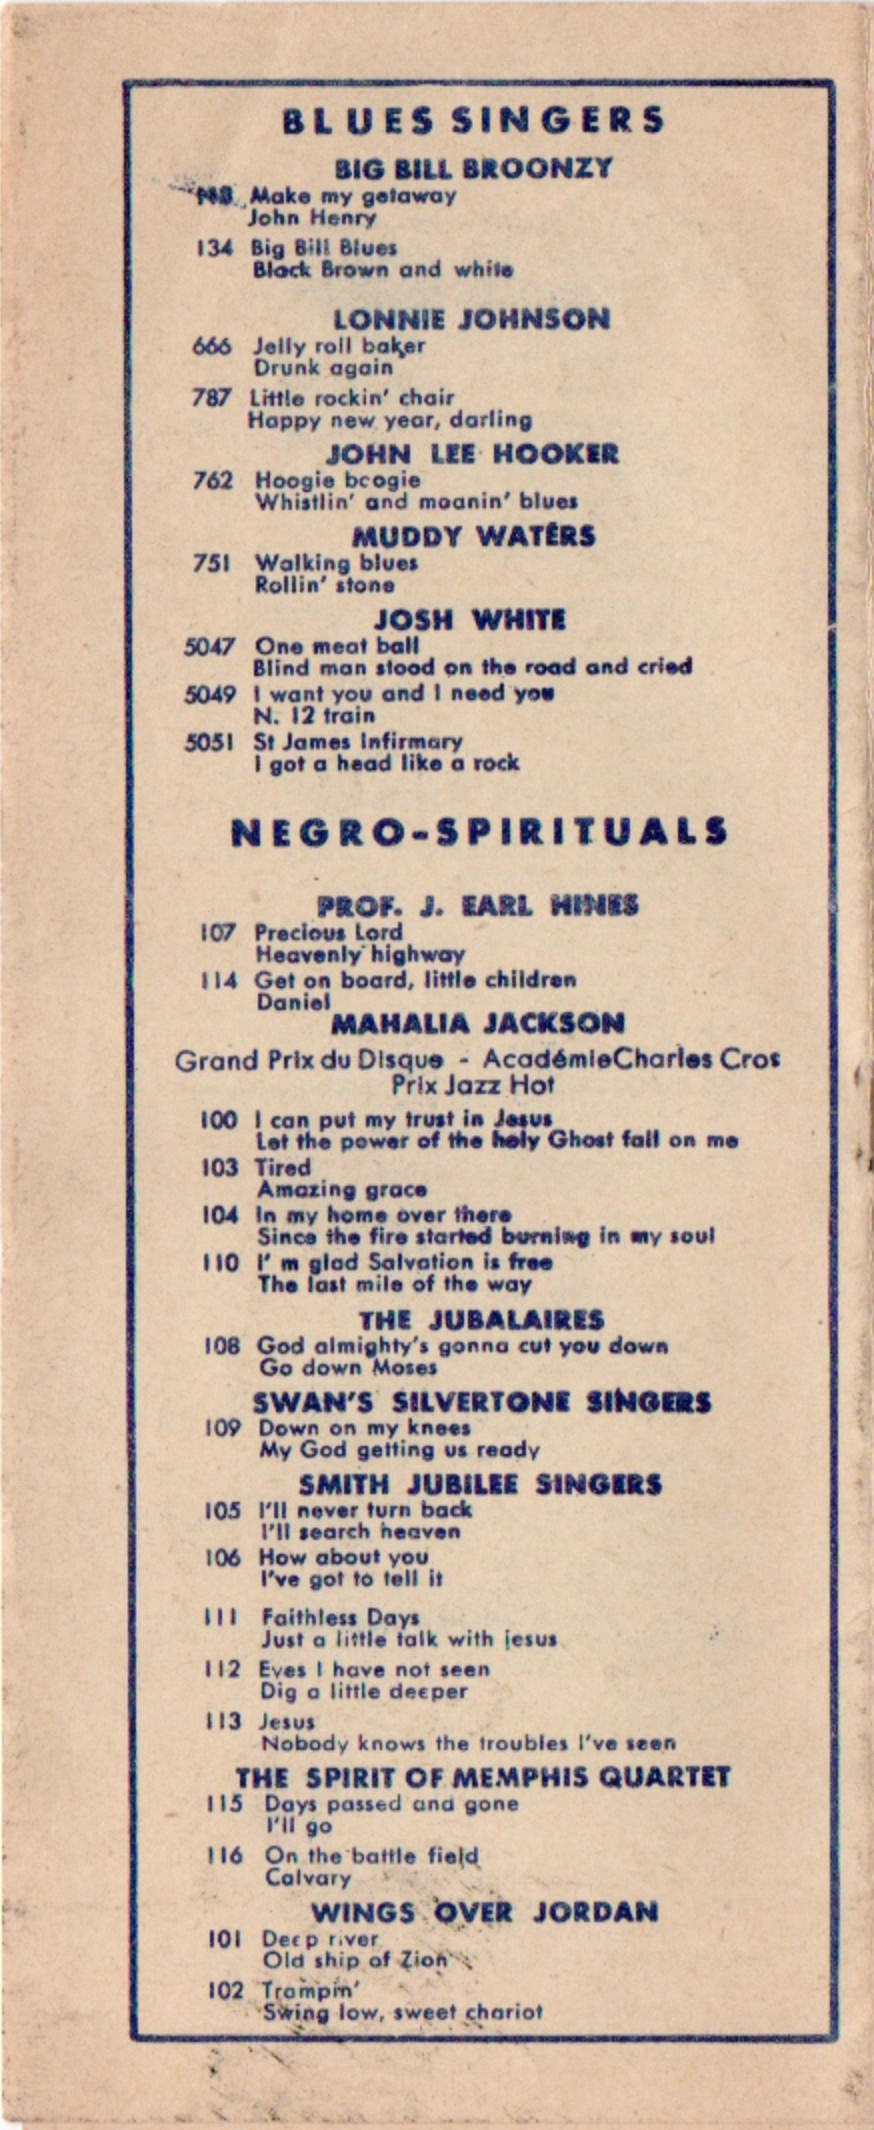 BLUES SINGERS
BIG BILL BROONZY
Make my getaway
John Henry
134 Big Bill Blues
Black Brown and white
LONNIE JOHNSON
666 Jelly roll baker
Drunk again
787 Little rockin' chair
Happy new year, darling
JOHN LEE HOOKER
762 Hoogie boogie
Whistlin' and moanin' blues
MUDDY WATERS
751 Walking blues
Rollin' stone
JOSH WHITE
5047 One meat ball
Blind man stood on the road and cried
5049 I want you and I need you
N. 12 train
5051 St James Infirmary
I got a head like a rock
NEGRO-SPIRITUALS
PROF. J. EARL HINES
107 Precious Lord
Heavenly highway
114 Get on board, little children
Daniel
MAHALIA JACKSON
Grand Prix du Disque - Académie Charles Cros
Prix Jazz Hot
100 I can put my trust in Jesus
Let the power of the holy Ghost fall on me
103 Tired
Amazing grace
104 In my home over there
Since the fire started burning in my soul
110 I' m glad Salvation is free
The last mile of the way
THE JUBALAIRES
108 God almighty's gonna cut you down
Go down Moses
SWAN'S SILVERTONE SINGERS
109 Down on my knees
My God getting us ready
SMITH JUBILEE SINGERS
105 I'll never turn back
I'll search heaven
106 How about you
I've got to tell it
111 Faithless Days
Just a little talk with jesus
112 Eyes I have not seen
Dig a little deeper
113 Jesus
Nobody knows the troubles I've seen
THE SPIRIT OF MEMPHIS QUARTET
115 Days passed and gone
I'll go
116 On the battle field
Calvary
WINGS OVER JORDAN
101 Deep river
Old ship of Zion
102 Trampin'
Swing low, sweet chariot